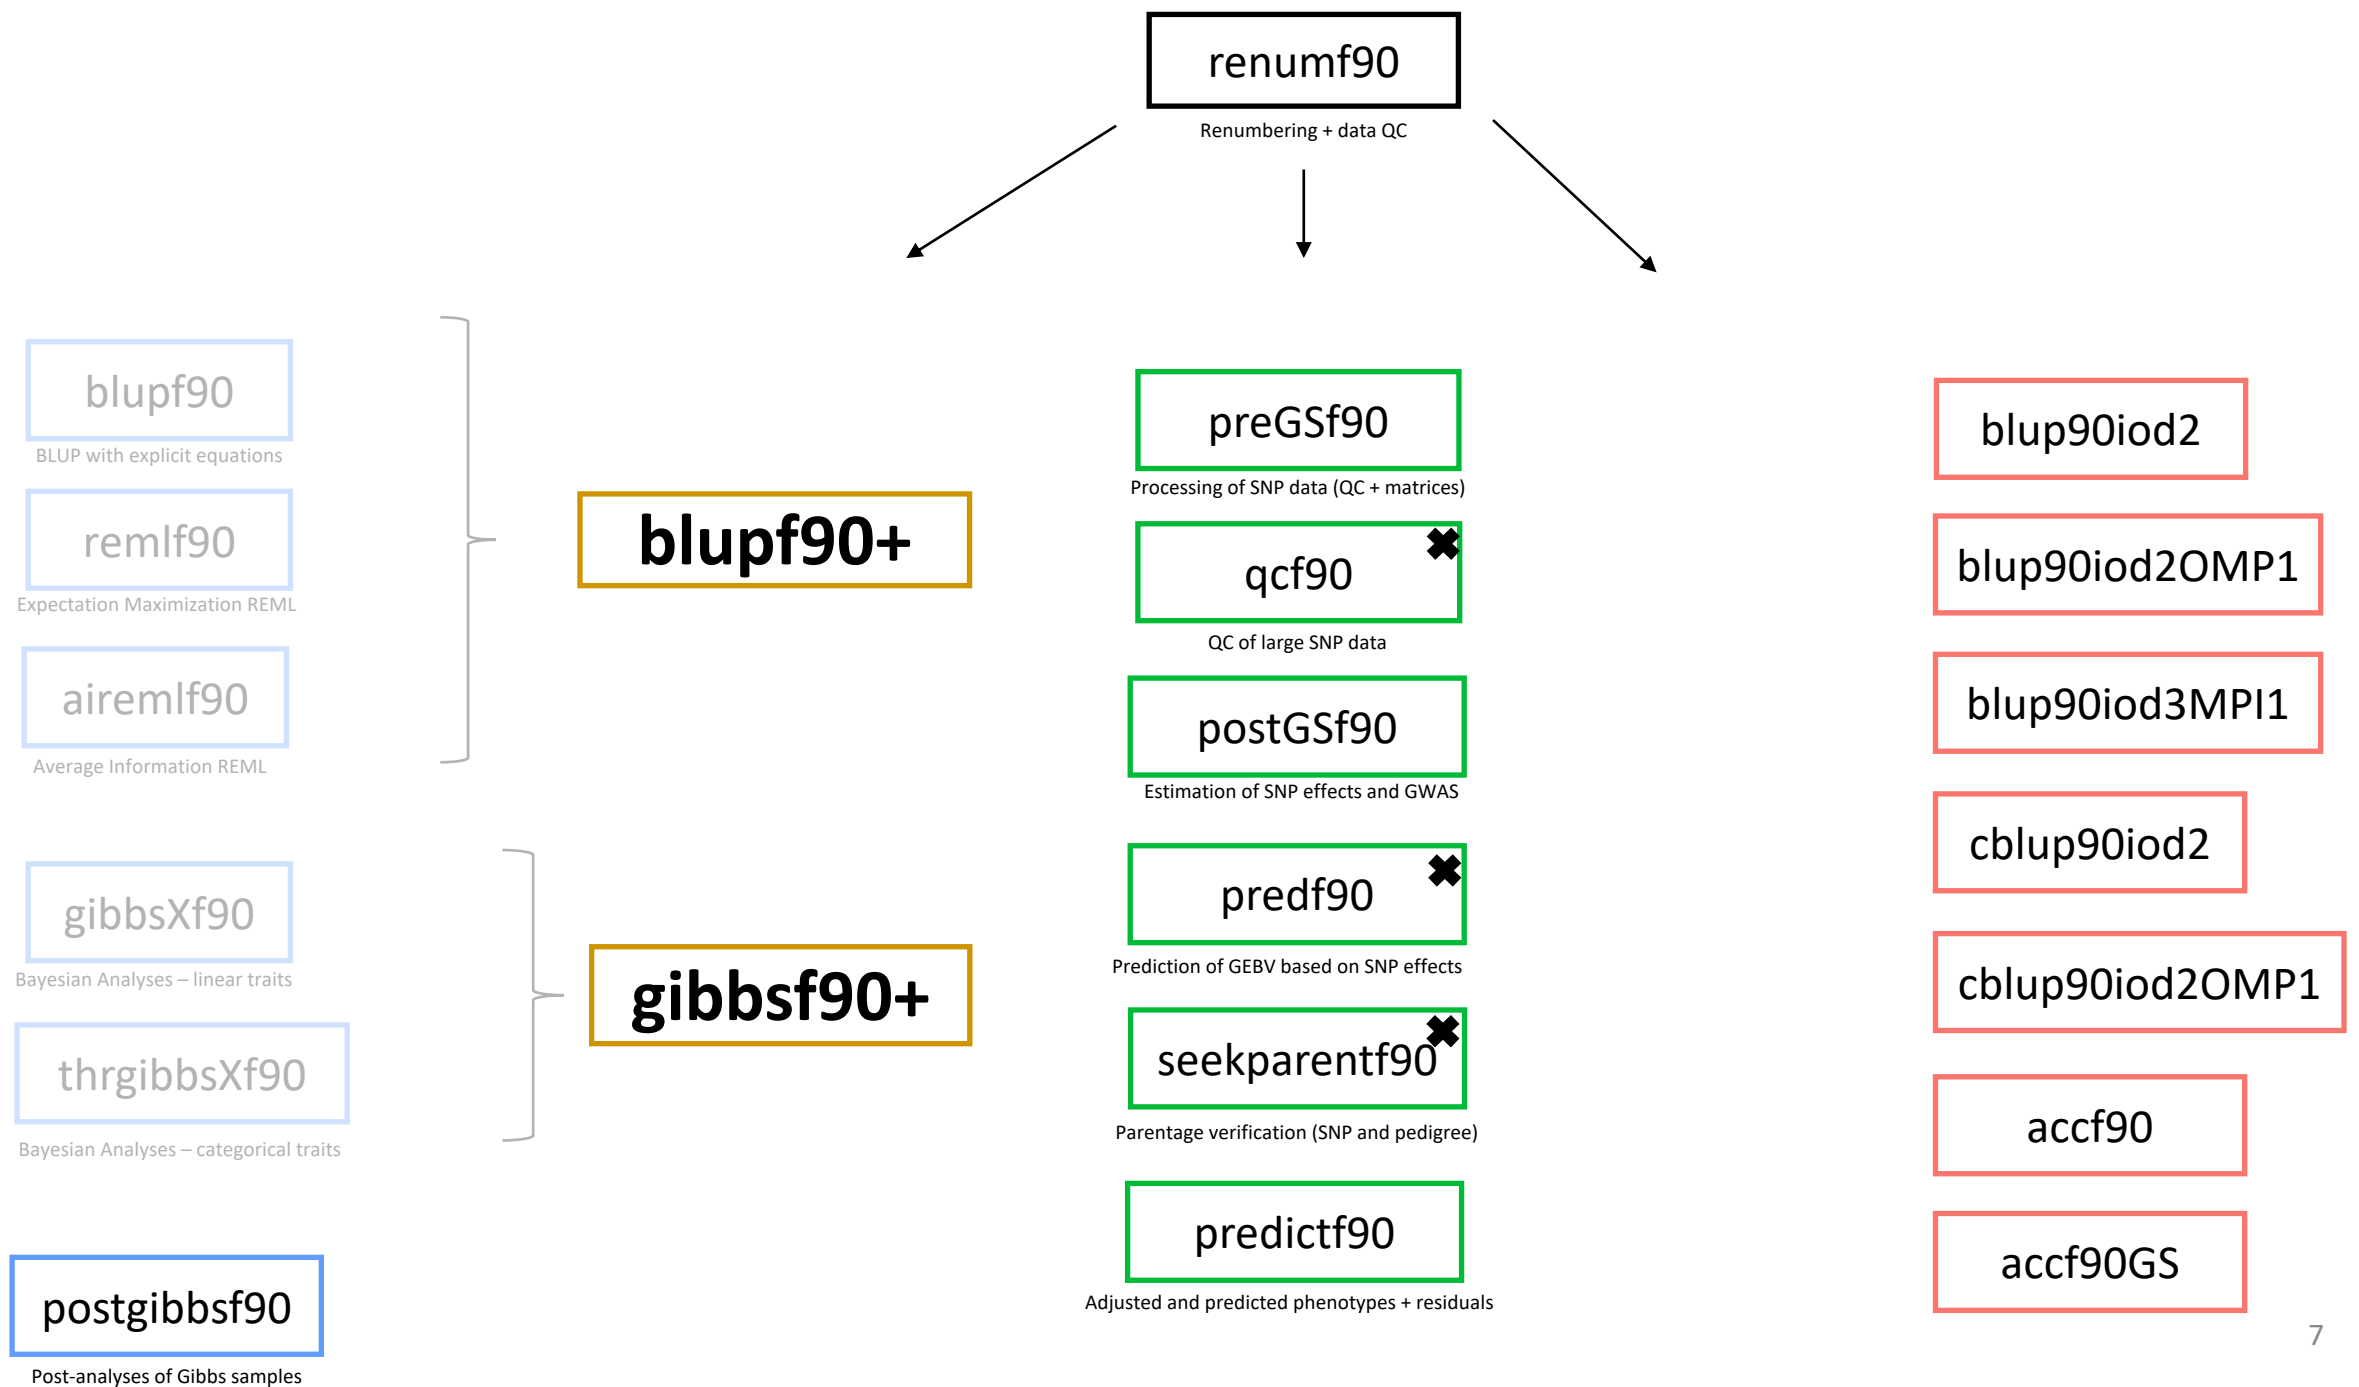 renumf90
Renumbering + data QC
blupf90
BLUP with explicit equations
remlf90
Expectation Maximization REML
airemlf90
Average Information REML
blupf90+
gibbsXf90
Bayesian Analyses – linear traits
thrgibbsXf90
Bayesian Analyses – categorical traits
gibbsf90+
postgibbsf90
Post-analyses of Gibbs samples
preGSf90
Processing of SNP data (QC + matrices)
qcf90
QC of large SNP data
postGSf90
Estimation of SNP effects and GWAS
predf90
Prediction of GEBV based on SNP effects
seekparentf90
Parentage verification (SNP and pedigree)
predictf90
Adjusted and predicted phenotypes + residuals
blup90iod2
blup90iod2OMP1
blup90iod3MPI1
cblup90iod2
cblup90iod2OMP1
accf90
accf90GS
7